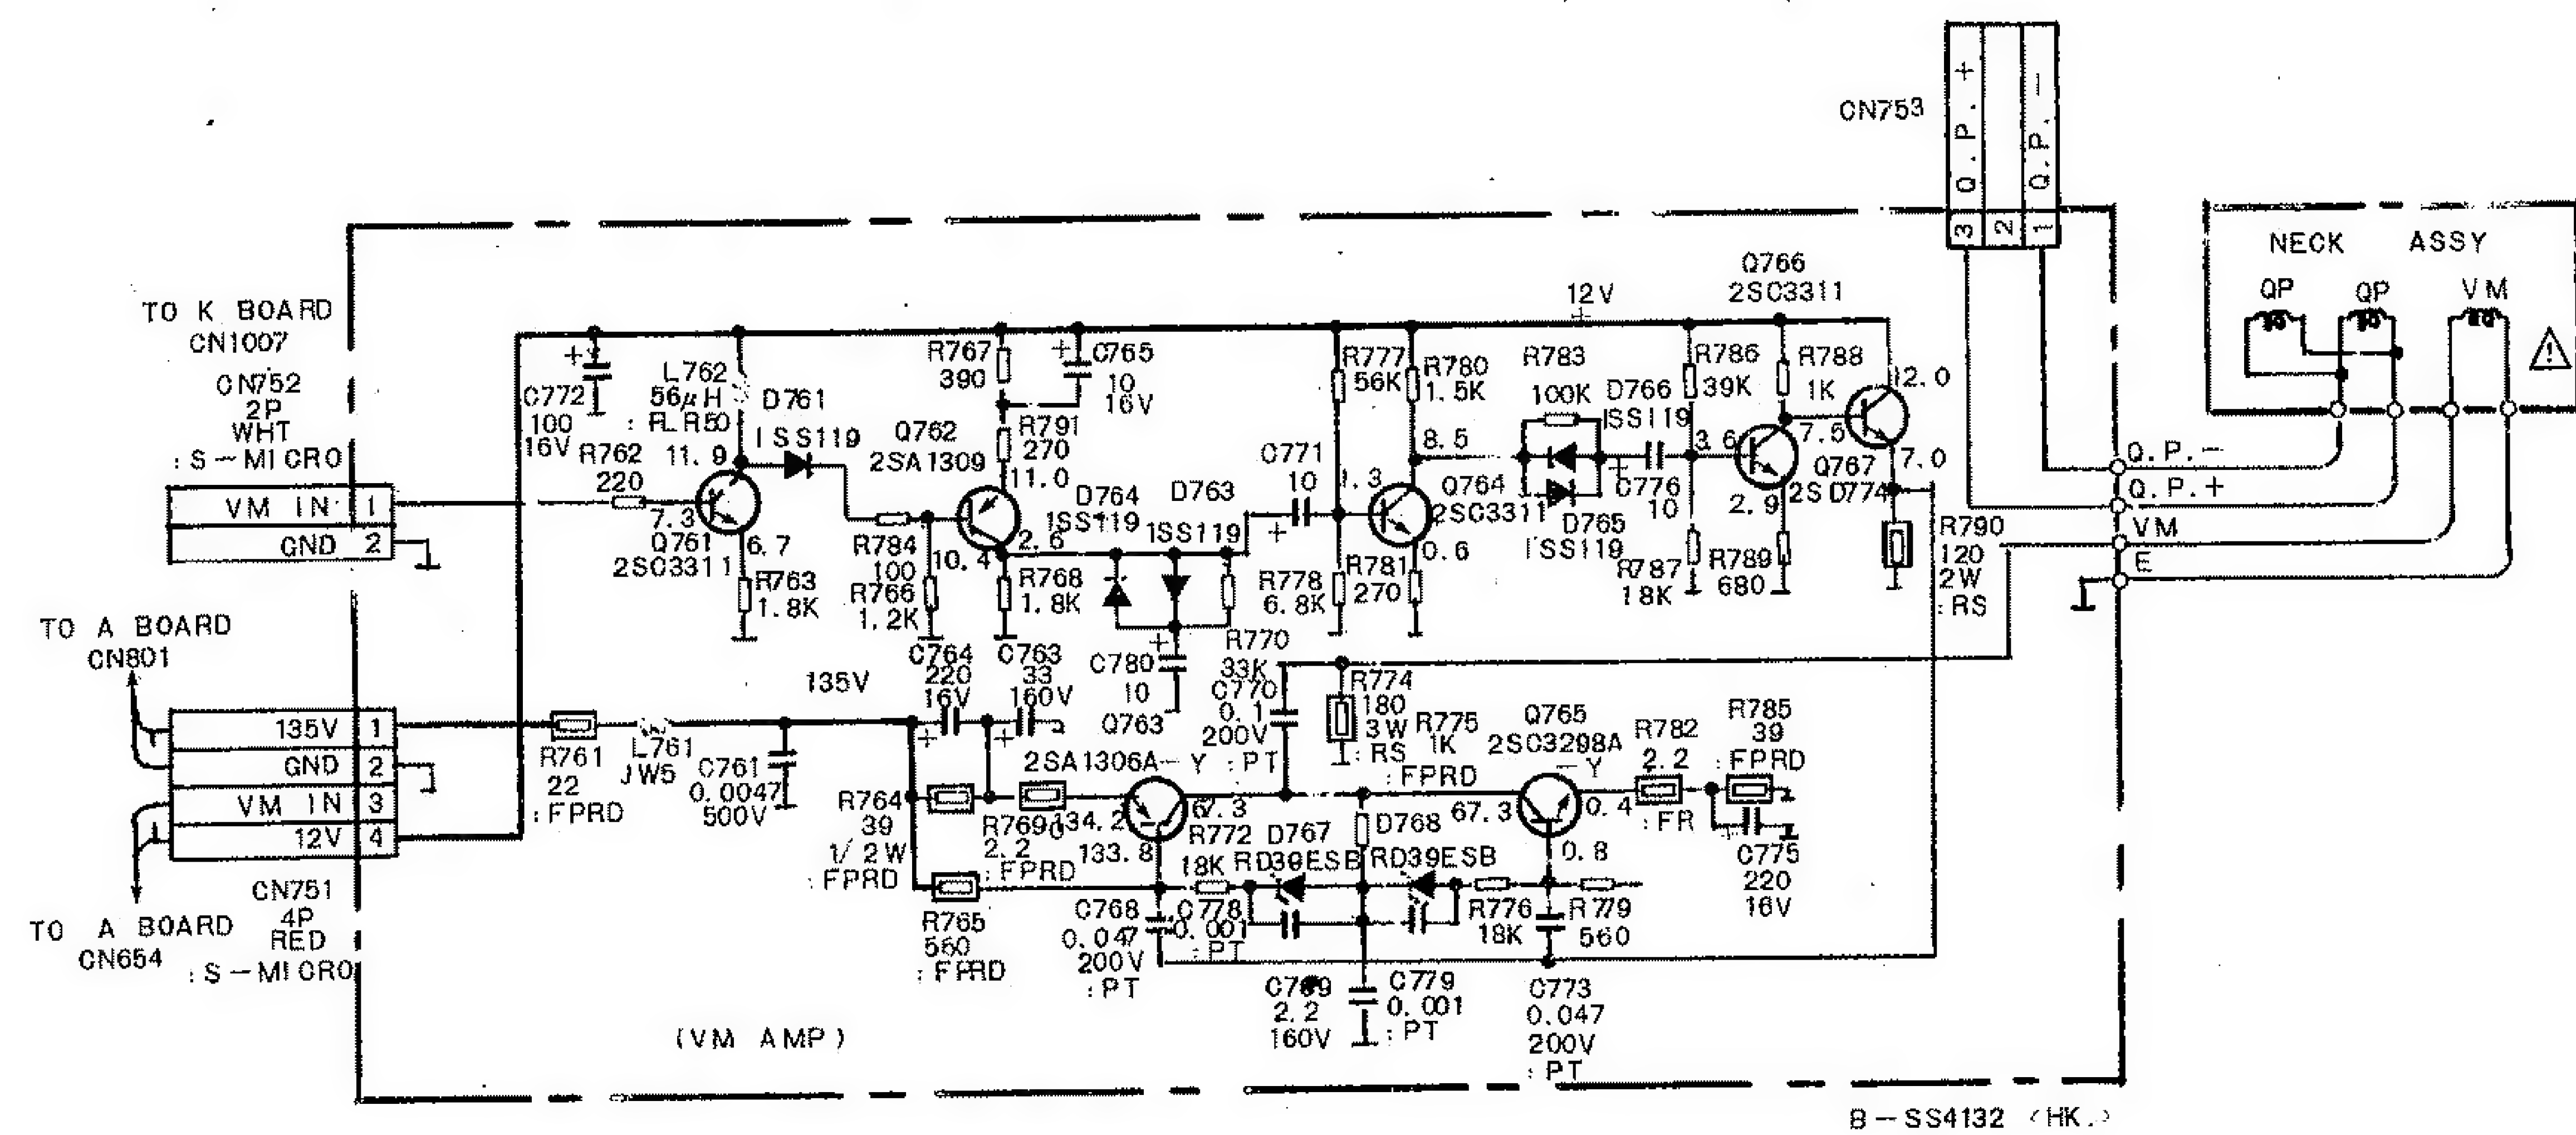 CN753
Q.P.+
Q.P.-
3
2
1
NECK ASSY
QP
QP
VM
TO K BOARD
CN1007
CN752
2P
WHT
:S-MICRO
VM IN 1
GND 2
TO A BOARD
CN801
135V 1
GND 2
VM IN 3
12V 4
TO A BOARD
CN654
CN751
4P
RED
:S-MICRO
C772
100
16V
R762
220
L762
56μH
11.9
7.3
Q761
2SC3311
6.7
R763
1.8K
D761
1SS119
Q762
2SA1309
R767
390
C765
10
16V
R791
270
11.0
R784
100
10.4
2.6
R766
1.2K
R768
1.8K
D764
1SS119
D763
1SS119
C780
10
R770
33K
C771
10
R777
56K
R780
1.5K
1.3
8.5
Q764
2SC3311
0.6
R778
6.8K
R781
270
12V
R783
100K
D766
1SS119
D765
1SS119
C776
10
R786
39K
3.6
R787
18K
Q766
2SC3311
R788
1K
7.5
2.9
R789
680
12.0
Q767
2SD774
7.0
R790
120
2W
:RS
Q.P.-
Q.P.+
VM
E
135V
R761
22
:FPRD
L761
JW5
C761
0.0047
500V
C764
220
16V
C763
33
160V
R764
39
1/2W
:FPRD
R769
2.2
:FPRD
R765
560
:FPRD
Q763
2SA1306A-Y
134.2
133.8
67.3
C770
0.1
200V
:PT
R774
180
3W
:RS
R775
1K
:FPRD
R772
18K
D767
RD39ESB
D768
RD39ESB
C768
0.047
200V
:PT
C778
0.001
:PT
2.2
160V
C779
0.001
:PT
Q765
2SC3298A
-Y
67.3
0.4
0.8
R782
2.2
:FR
R785
39
:FPRD
C775
220
16V
R776
18K
R779
560
C773
0.047
200V
:PT
(VM AMP)
B-SS4132 <HK.>